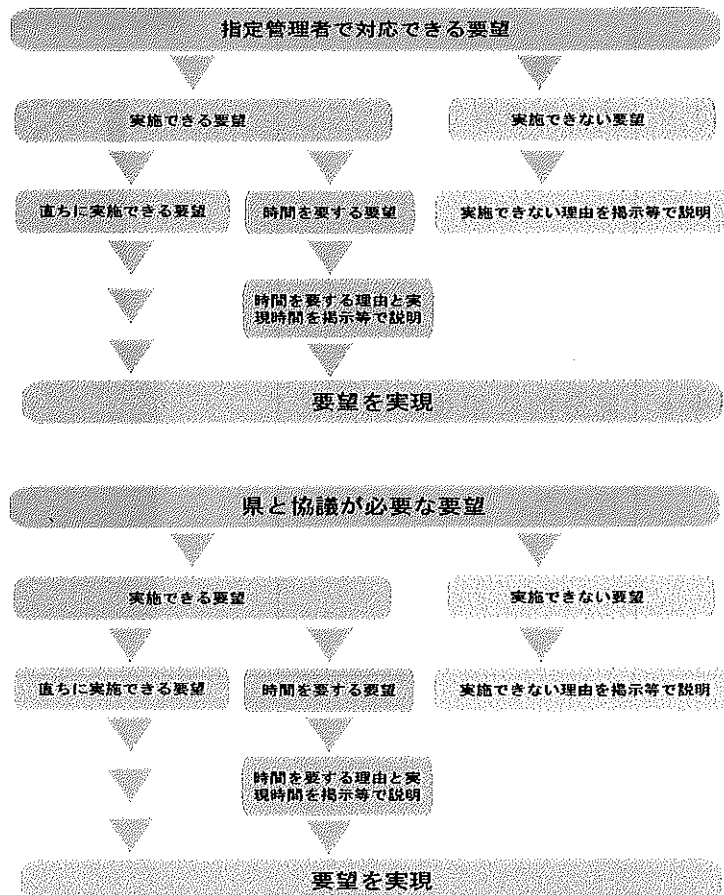 指定管理者で対応できる要望
実施できる要望
実施できない要望
直ちに実施できる要望
時間を要する要望
実施できない理由を掲示等で説明
時間を要する理由と実
現時間を掲示等で説明
要望を実現
県と協議が必要な要望
実施できる要望
実施できない要望
直ちに実施できる要望
時間を要する要望
実施できない理由を掲示等で説明
時間を要する理由と実
現時間を掲示等で説明
要望を実現